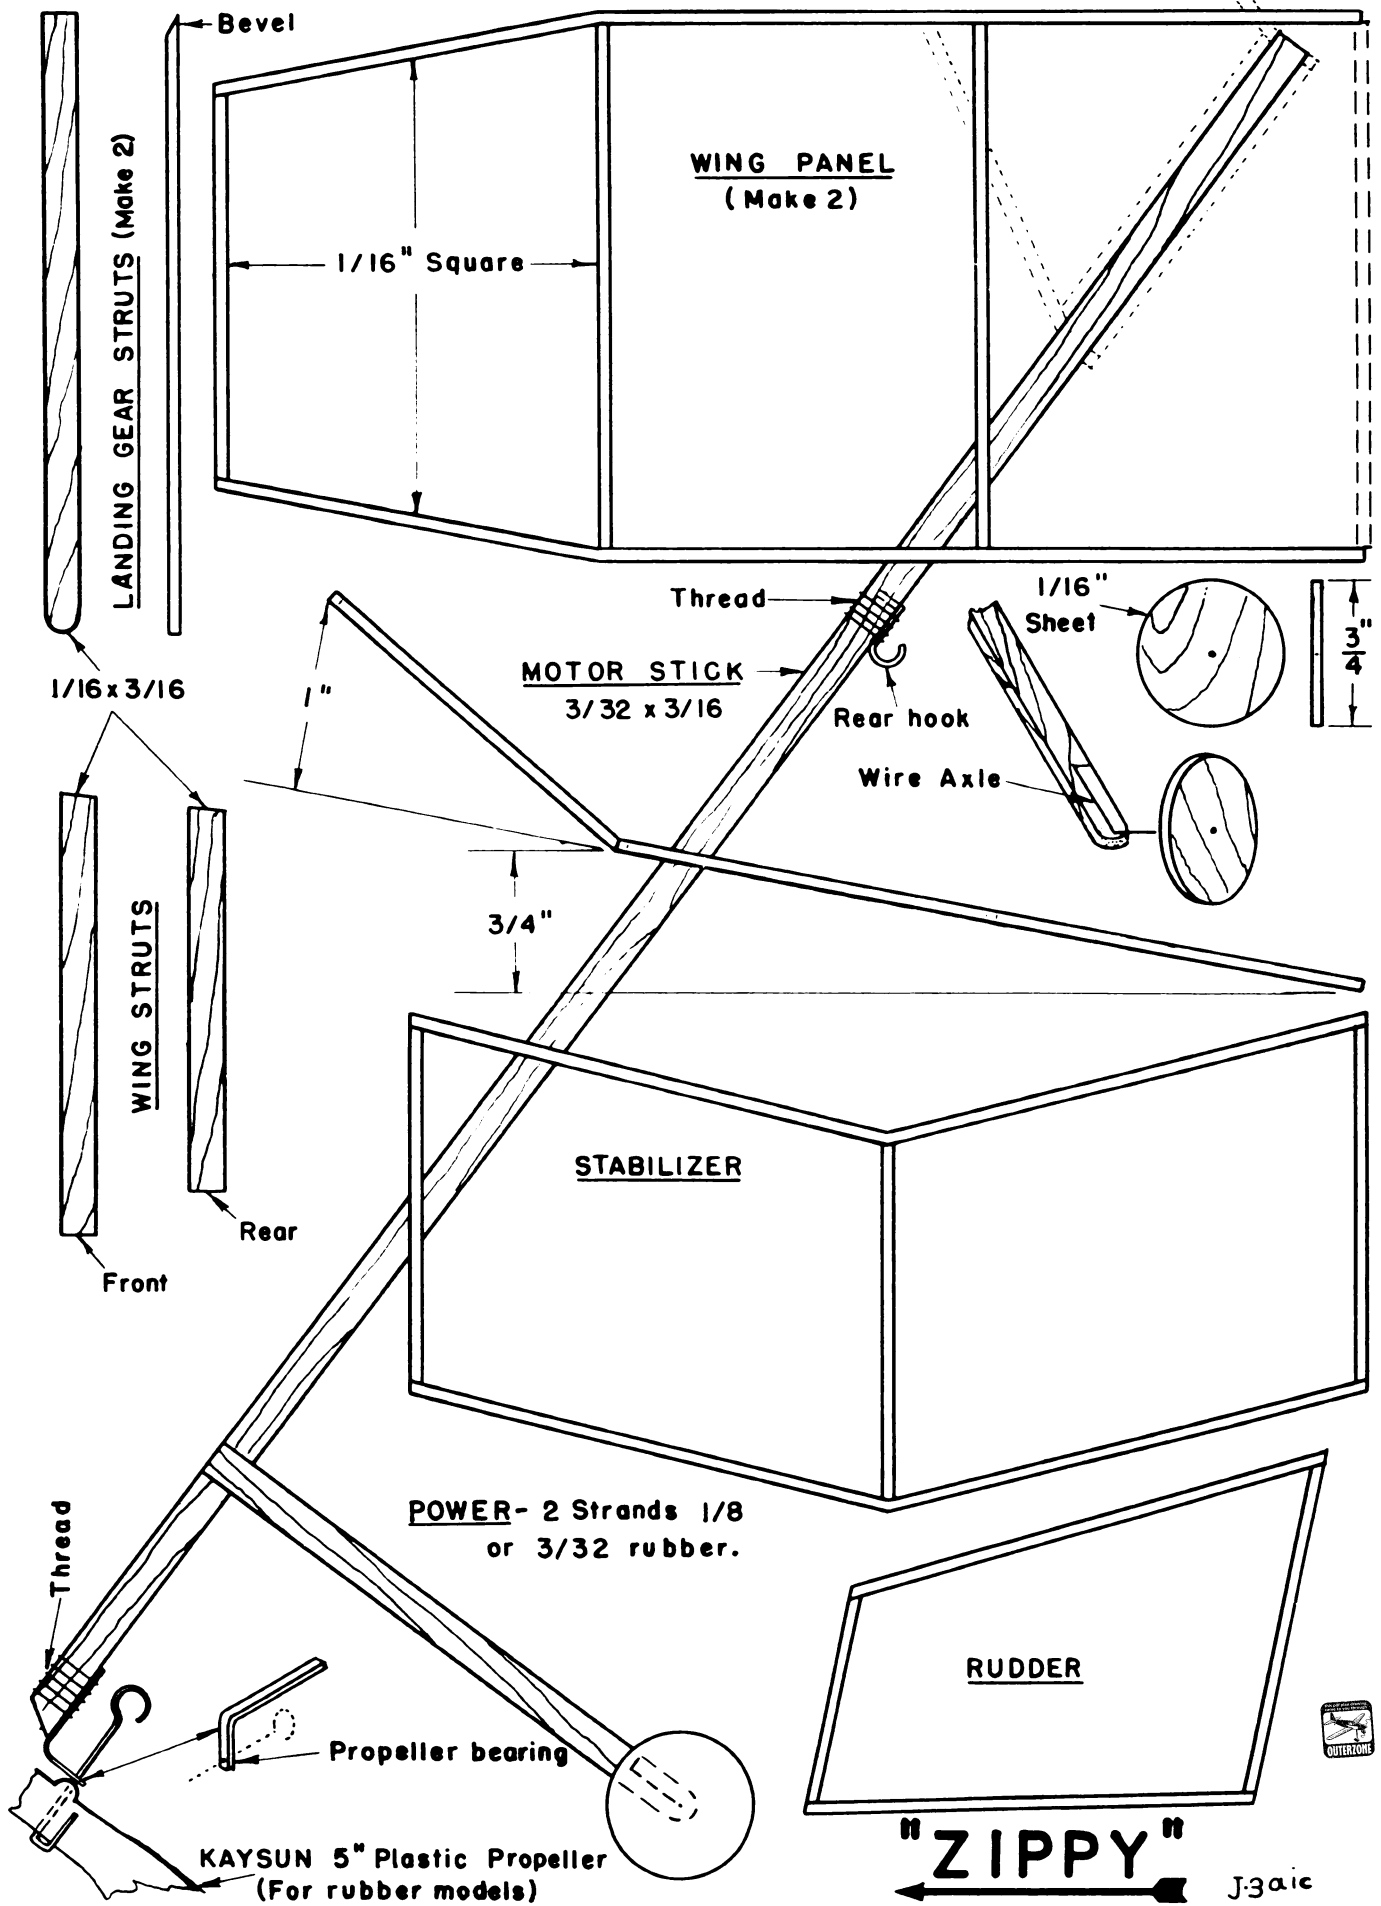 Bevel
LANDING GEAR STRUTS (Make 2)
WING PANEL
(Make 2)
1/16" Square
Thread
1/16"
Sheet
3"
4
MOTOR STICK
3/32 x 3/16
Rear hook
1/16 x 3/16
1"
Wire Axle
3/4"
WING STRUTS
STABILIZER
Rear
Front
POWER- 2 Strands 1/8
or 3/32 rubber.
Thread
RUDDER
Propeller bearing
OUTERZONE
KAYSUN 5" Plastic Propeller
(For rubber models)
"ZIPPY"